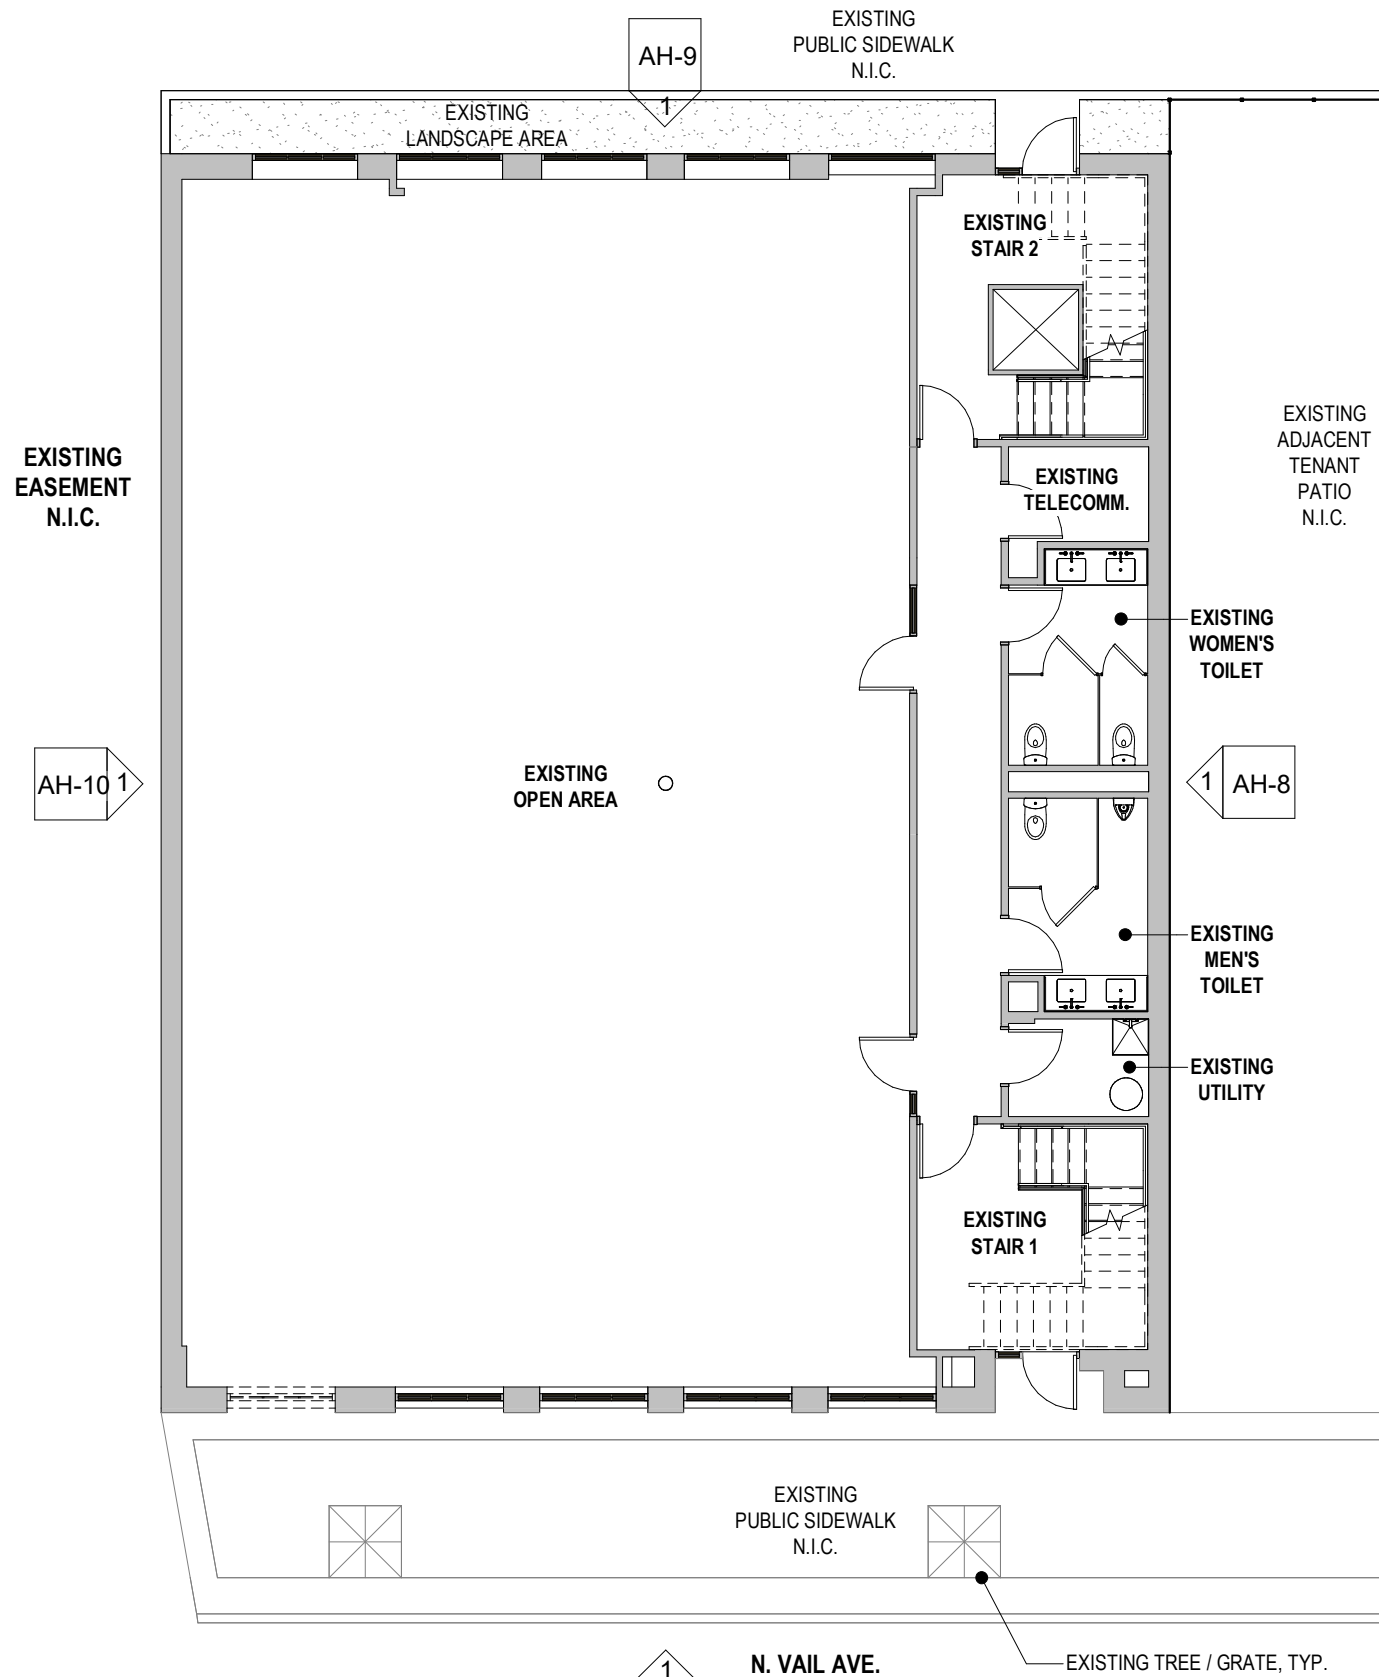 EXISTING
PUBLIC SIDEWALK
N.I.C.
AH-9
1
EXISTING
LANDSCAPE AREA
EXISTING
STAIR 2
EXISTING
EASEMENT
N.I.C.
EXISTING
ADJACENT
TENANT
PATIO
N.I.C.
EXISTING
TELECOMM.
EXISTING
WOMEN'S
TOILET
AH-10 1
EXISTING
OPEN AREA
1 AH-8
EXISTING
MEN'S
TOILET
EXISTING
UTILITY
EXISTING
STAIR 1
EXISTING
PUBLIC SIDEWALK
N.I.C.
1
N. VAIL AVE.
EXISTING TREE / GRATE, TYP.